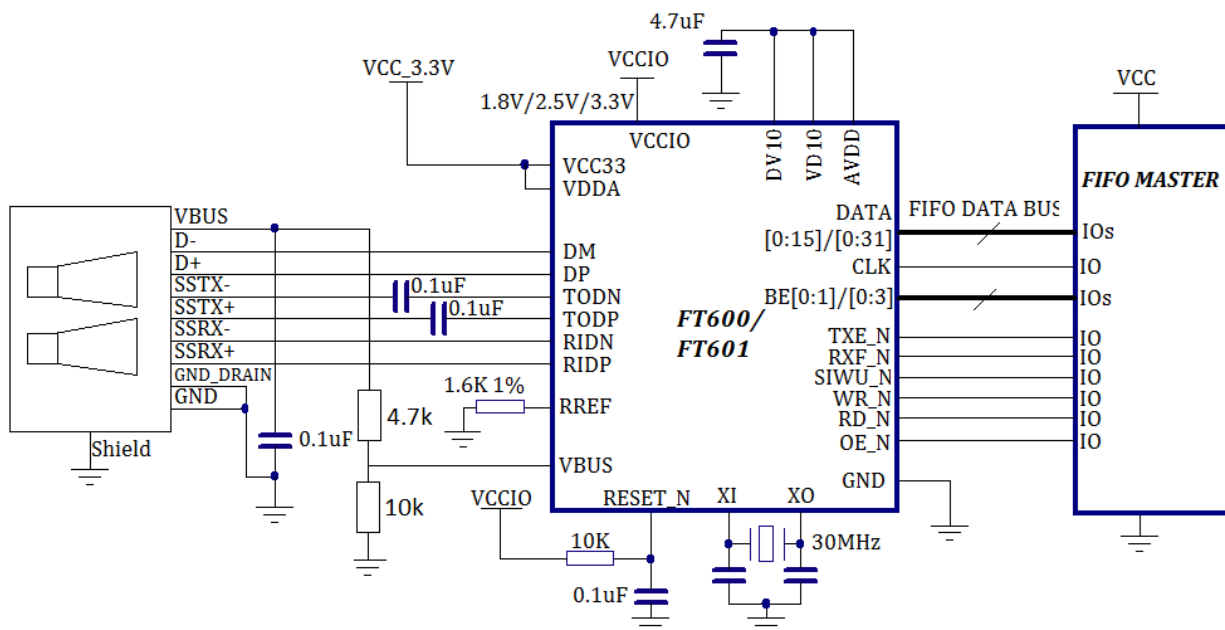 4.7uF
VCCIO
VCC_3.3V
VCC
1.8V/2.5V/3.3V
VCCIO
DV10
VD10
AVDD
VCC33
VDDA
FIFO MASTER
VBUS
D-
D+
SSTX-
SSTX+
SSRX-
SSRX+
GND_DRAIN
GND
Shield
0.1uF
0.1uF
DM
DP
TODN
TODP
RIDN
RIDP
RREF
VBUS
FT600/
FT601
DATA
[0:15]/[0:31]
CLK
BE[0:1]/[0:3]
TXE_N
RXF_N
SIWU_N
WR_N
RD_N
OE_N
GND
FIFO DATA BUS
IOs
IO
IOs
IO
IO
IO
IO
IO
IO
1.6K 1%
4.7k
0.1uF
10k
VCCIO
RESET_N
XI
XO
10K
30MHz
0.1uF